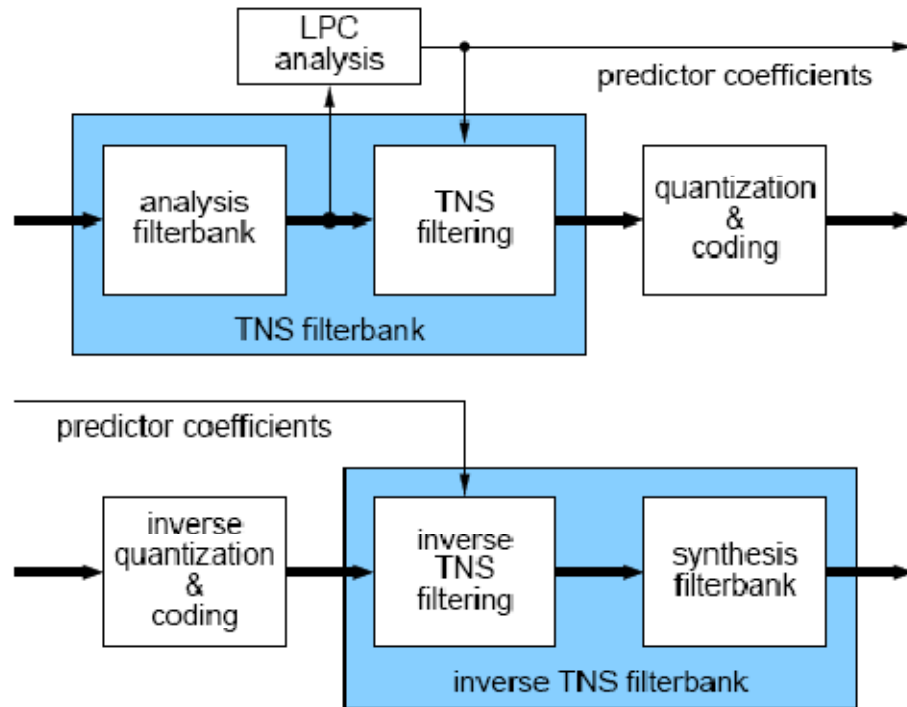 LPC
analysis
predictor coefficients
analysis
filterbank
TNS
filtering
quantization
&
coding
TNS filterbank
predictor coefficients
inverse
quantization
&
coding
inverse
TNS
filtering
synthesis
filterbank
inverse TNS filterbank